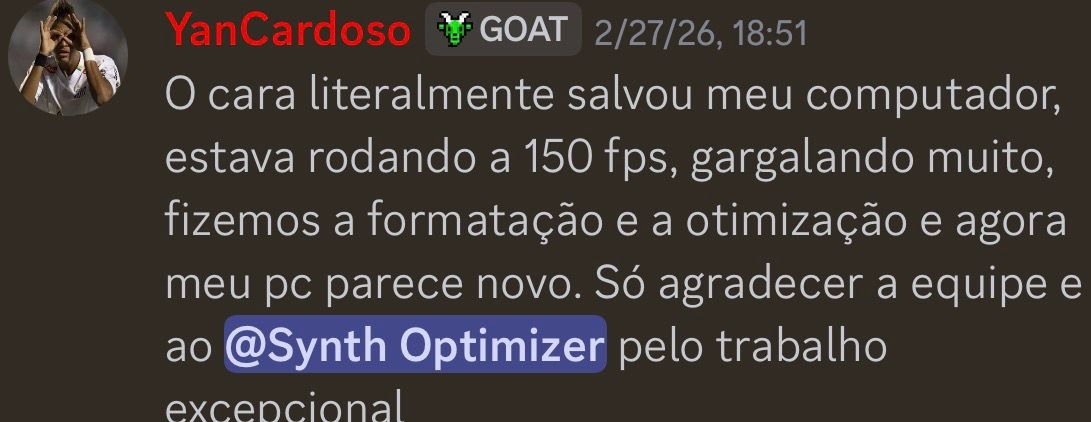 YanCardoso GOAT 2/27/26, 18:51
O cara literalmente salvou meu computador,
estava rodando a 150 fps, gargalando muito,
fizemos a formatação e a otimização e agora
meu pc parece novo. Só agradecer a equipe e
ao @Synth Optimizer pelo trabalho
excepcional